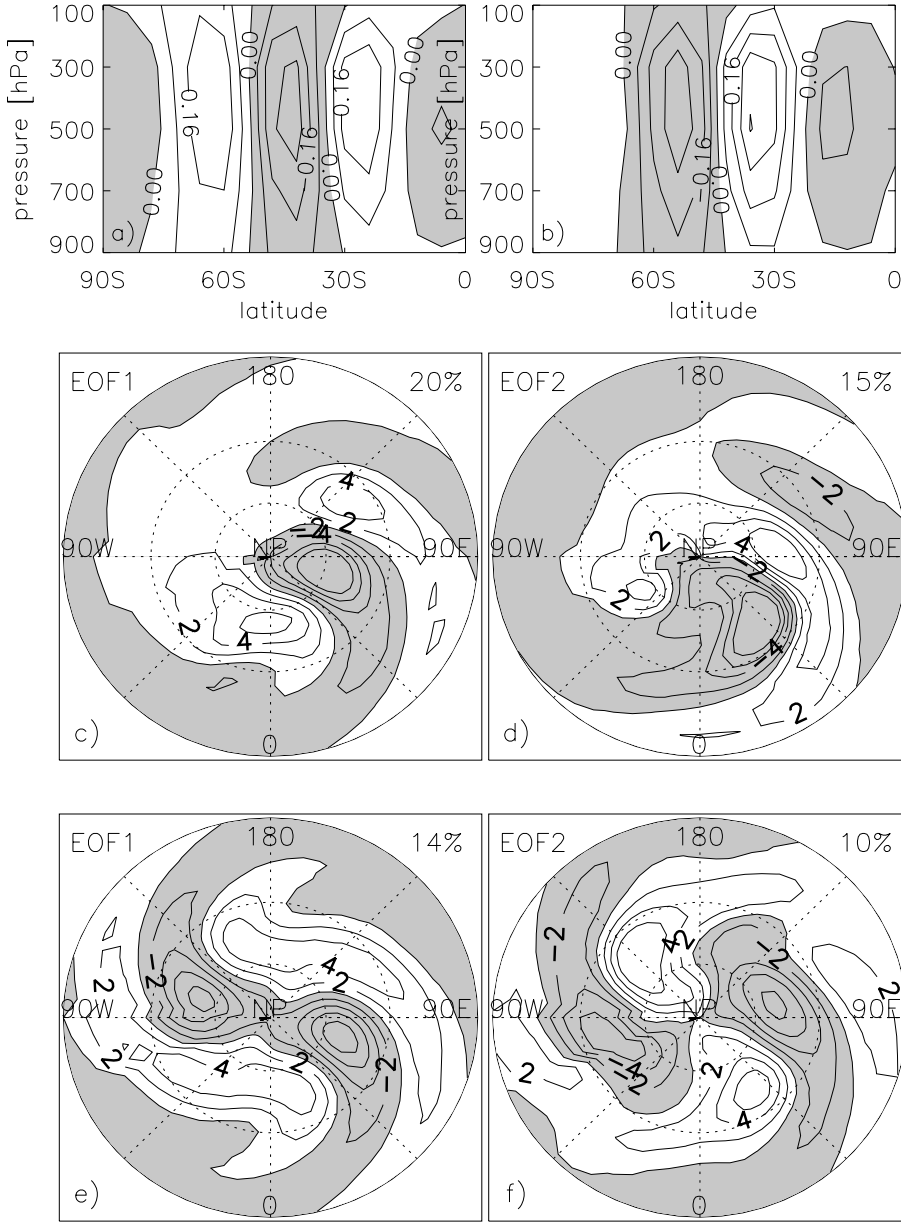 100
300
500
700
900
pressure [hPa]
0.00
0.16
0.00
-0.16
0.00
0.16
0.00
a)
90S
60S
30S
0
latitude
100
300
500
700
900
pressure [hPa]
0.00
-0.16
0.00
0.16
0.00
b)
90S
60S
30S
0
latitude
EOF1
180
20%
4
2
-2
-4
90W
NP
90E
2
4
c)
0
EOF2
180
15%
-2
2
4
90W
NP
90E
-2
2
-4
2
d)
0
EOF1
180
14%
-2
2
4
2
90W
NP
90E
2
4
2
-2
e)
0
EOF2
180
10%
-2
4
2
-2
2
90W
NP
90E
2
-4
-2
2
4
f)
0